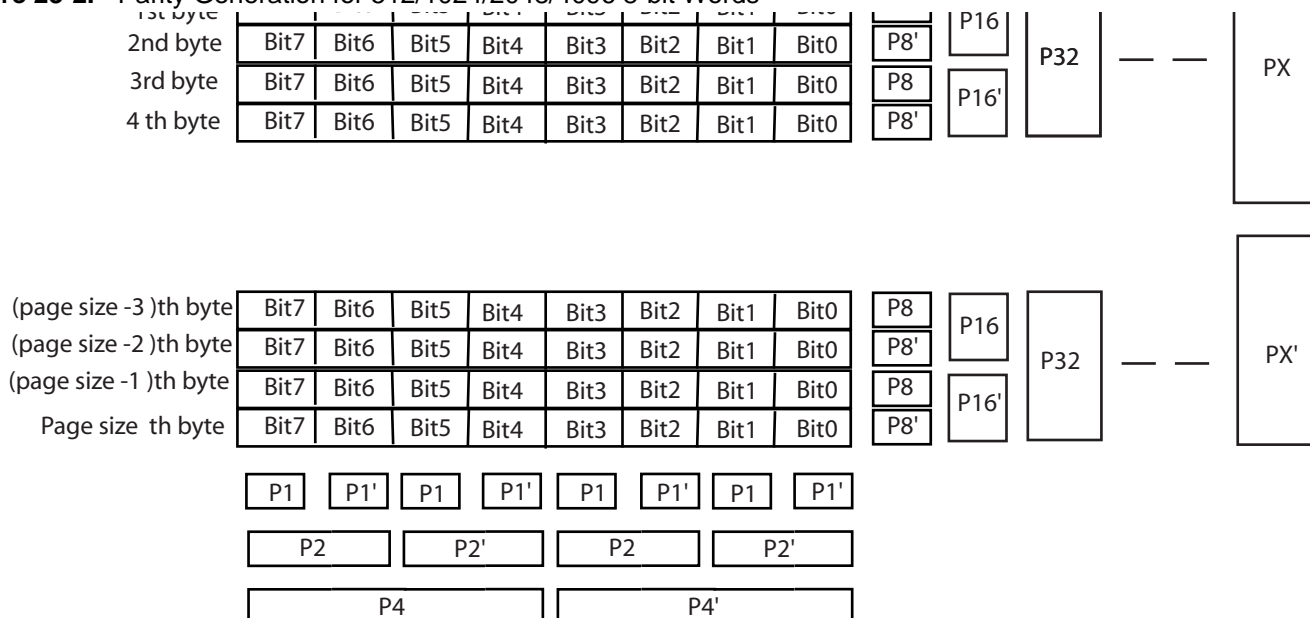 Parity Generation for 512/1024/2048/4096 8-bit Words
1st byte
P16
2nd byte Bit7 Bit6 Bit5 Bit4 Bit3 Bit2 Bit1 Bit0 P8'
P32 — — PX
3rd byte Bit7 Bit6 Bit5 Bit4 Bit3 Bit2 Bit1 Bit0 P8
P16'
4 th byte Bit7 Bit6 Bit5 Bit4 Bit3 Bit2 Bit1 Bit0 P8'
(page size -3 )th byte Bit7 Bit6 Bit5 Bit4 Bit3 Bit2 Bit1 Bit0 P8
P16
(page size -2 )th byte Bit7 Bit6 Bit5 Bit4 Bit3 Bit2 Bit1 Bit0 P8'
P32 — — PX'
(page size -1 )th byte Bit7 Bit6 Bit5 Bit4 Bit3 Bit2 Bit1 Bit0 P8
P16'
Page size th byte Bit7 Bit6 Bit5 Bit4 Bit3 Bit2 Bit1 Bit0 P8'
P1 P1' P1 P1' P1 P1' P1 P1'
P2 P2' P2 P2'
P4 P4'